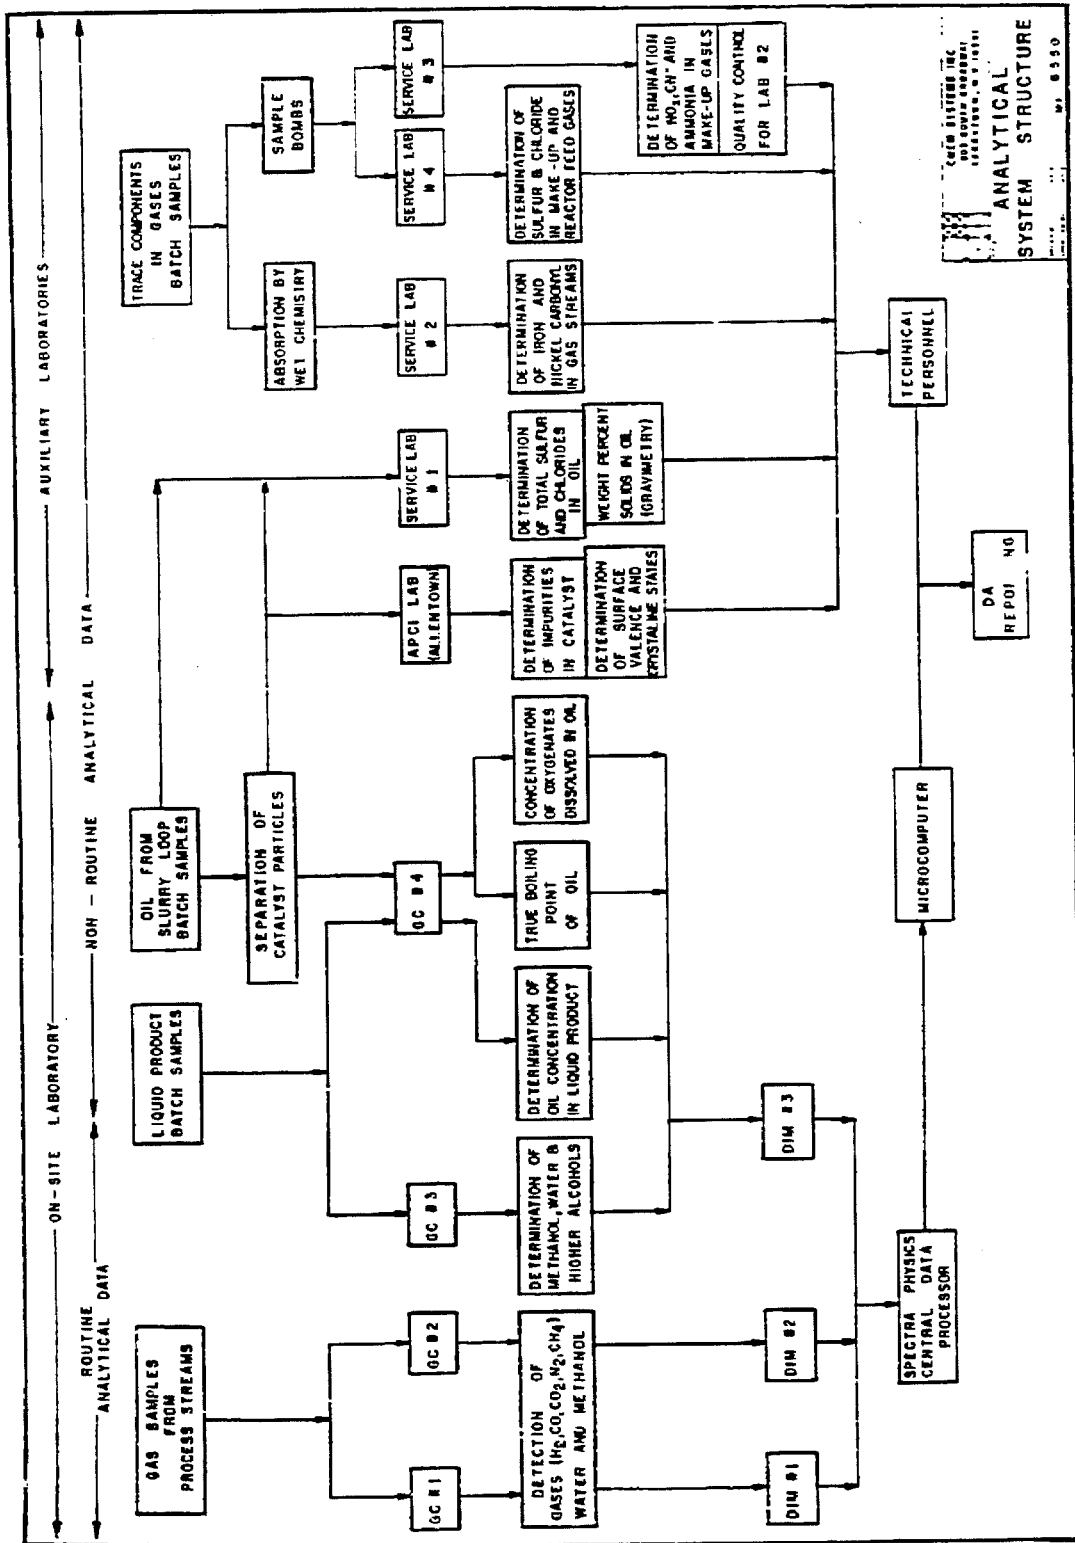 ON-SITE LABORATORY
AUXILIARY LABORATORIES
ROUTINE
ANALYTICAL DATA
NON - ROUTINE ANALYTICAL DATA
GAS SAMPLES
FROM
PROCESS STREAMS
LIQUID PRODUCT
BATCH SAMPLES
OIL FROM
SLURRY LOOP
BATCH SAMPLES
TRACE COMPONENTS
IN GASES
BATCH SAMPLES
SEPARATION OF
CATALYST PARTICLES
ABSORPTION BY
WET CHEMISTRY
SAMPLE
BOMBS
GC #1
GC #2
GC #3
GC #4
APCI LAB
(ALLENTOWN)
SERVICE LAB
#1
SERVICE LAB
#2
SERVICE LAB
#4
SERVICE LAB
#3
DETECTION OF
GASES (H2,CO,CO2,N2,CH4)
WATER AND METHANOL
DETERMINATION OF
METHANOL,WATER &
HIGHER ALCOHOLS
DETERMINATION OF
OIL CONCENTRATION
IN LIQUID PRODUCT
TRUE BOILING
POINT
OF OIL
CONCENTRATION
OF OXYGENATES
DISSOLVED IN OIL
DETERMINATION
OF IMPURITIES
IN CATALYST
DETERMINATION
OF SURFACE
VALENCE AND
CRYSTALINE STATES
DETERMINATION
OF TOTAL SULFUR
AND CHLORIDES
IN OIL
WEIGHT PERCENT
SOLIDS IN OIL
(GRAVIMETRY)
DETERMINATION
OF IRON AND
NICKEL CARBONYL
IN GAS STREAMS
DETERMINATION OF
SULFUR & CHLORIDE
IN MAKE-UP AND
REACTOR FEED GASES
DETERMINATION
OF NOx,CN- AND
AMMONIA IN
MAKE-UP GASES
QUALITY CONTROL
FOR LAB #2
DIM #1
DIM #2
DIM #3
SPECTRA PHYSICS
CENTRAL DATA
PROCESSOR
MICROCOMPUTER
TECHNICAL
PERSONNEL
DA
REPO NG
CHEM SYSTEMS INC
ANALYTICAL
SYSTEM STRUCTURE